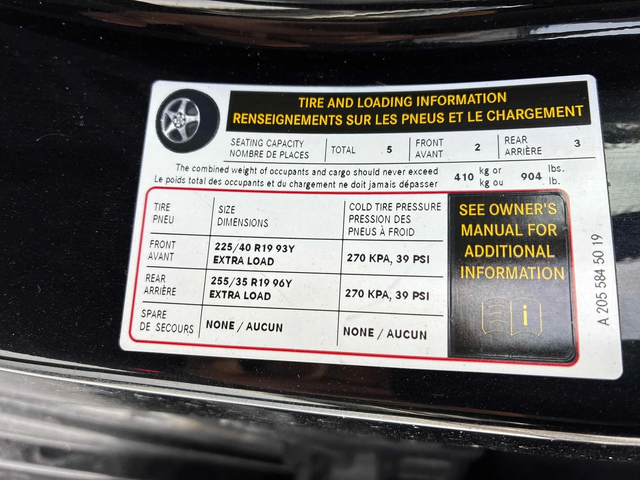 TIRE AND LOADING INFORMATION
RENSEIGNEMENTS SUR LES PNEUS ET LE CHARGEMENT
SEATING CAPACITY
NOMBRE DE PLACES
TOTAL 5
FRONT
AVANT
2
REAR
ARRIÈRE
3
The combined weight of occupants and cargo should never exceed
Le poids total des occupants et du chargement ne doit jamais dépasser
410 kg or
kg ou
904 lbs.
lb.
TIRE
PNEU
SIZE
DIMENSIONS
COLD TIRE PRESSURE
PRESSION DES
PNEUS À FROID
FRONT
AVANT
225/40 R19 93Y
EXTRA LOAD
270 KPA, 39 PSI
REAR
ARRIÈRE
255/35 R19 96Y
EXTRA LOAD
270 KPA, 39 PSI
SPARE
DE SECOURS
NONE / AUCUN
NONE / AUCUN
SEE OWNER'S
MANUAL FOR
ADDITIONAL
INFORMATION
i
A 205 584 50 19